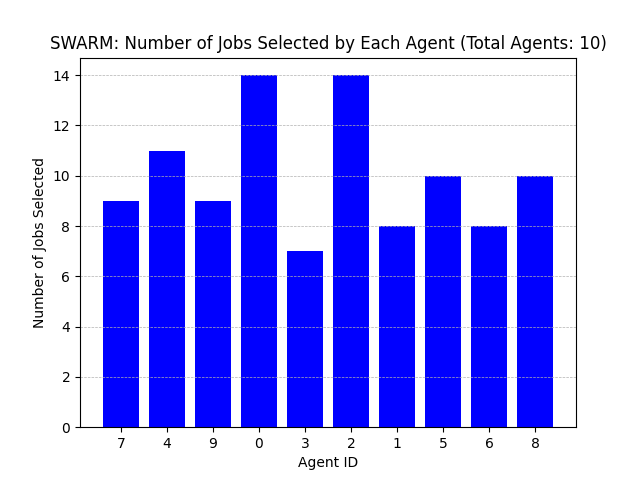 SWARM: Number of Jobs Selected by Each Agent (Total Agents: 10)
14
12
10
8
6
4
2
0
Number of Jobs Selected
7 4 9 0 3 2 1 5 6 8
Agent ID